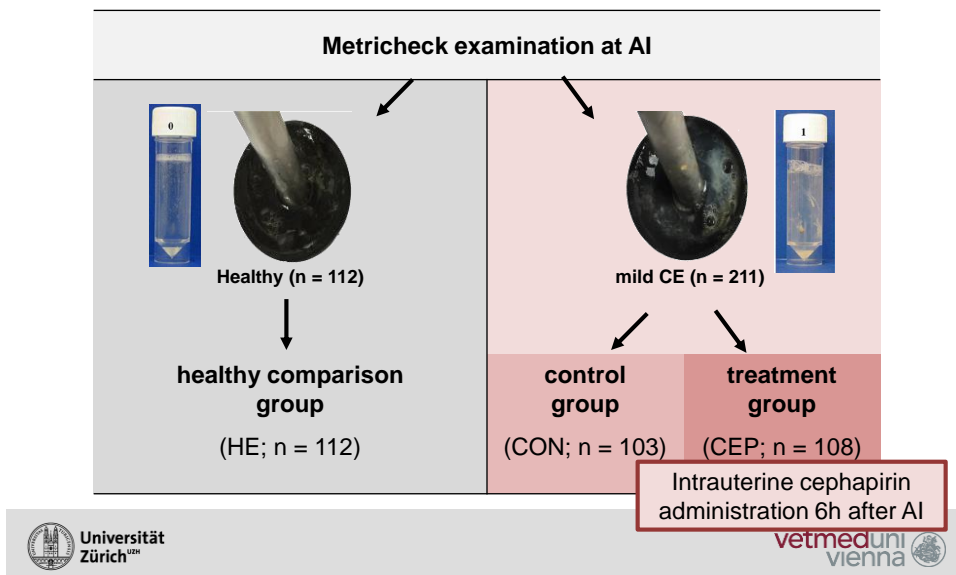 Metricheck examination at AI
0
1
Healthy (n = 112)
mild CE (n = 211)
healthy comparison
group
(HE; n = 112)
control
group
(CON; n = 103)
treatment
group
(CEP; n = 108)
Intrauterine cephapirin
administration 6h after AI
Universität
Zürich UZH
vetmeduni
vienna